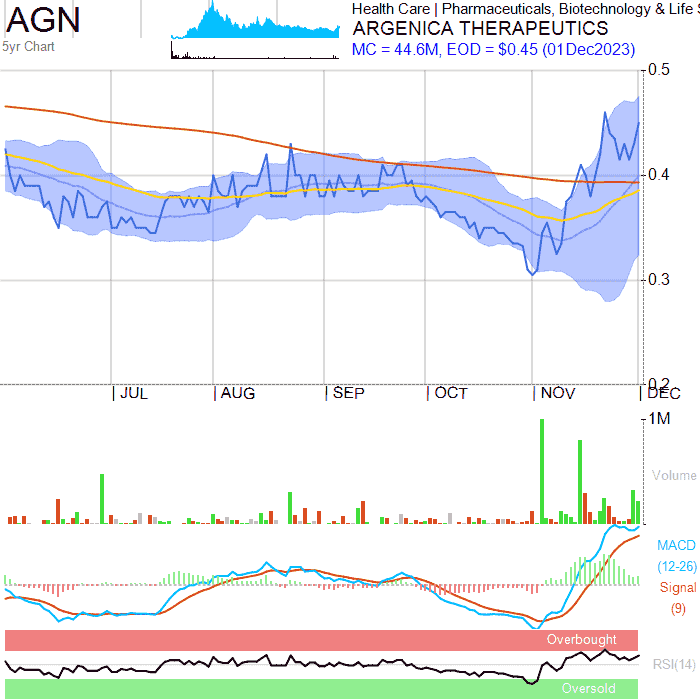 AGN
5yr Chart
Health Care | Pharmaceuticals, Biotechnology & Life S
ARGENICA THERAPEUTICS
MC = 44.6M, EOD = $0.45 (01Dec2023)
0.5
0.4
0.3
0.2
JUL AUG SEP OCT NOV DEC
1M
Volume
MACD
(12-26)
Signal
(9)
Overbought
RSI(14)
Oversold